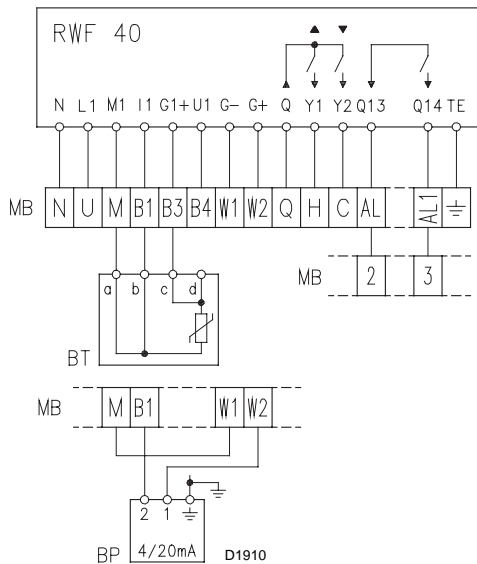 RWF 40
N L1 M1 I1 G1+ U1 G- G+ Q Y1 Y2 Q13 Q14 TE
MB N U M B1 B3 B4 W1 W2 Q H C AL AL1
MB 2 3
a b c d
BT
MB M B1 W1 W2
2 1
BP 4/20mA D1910